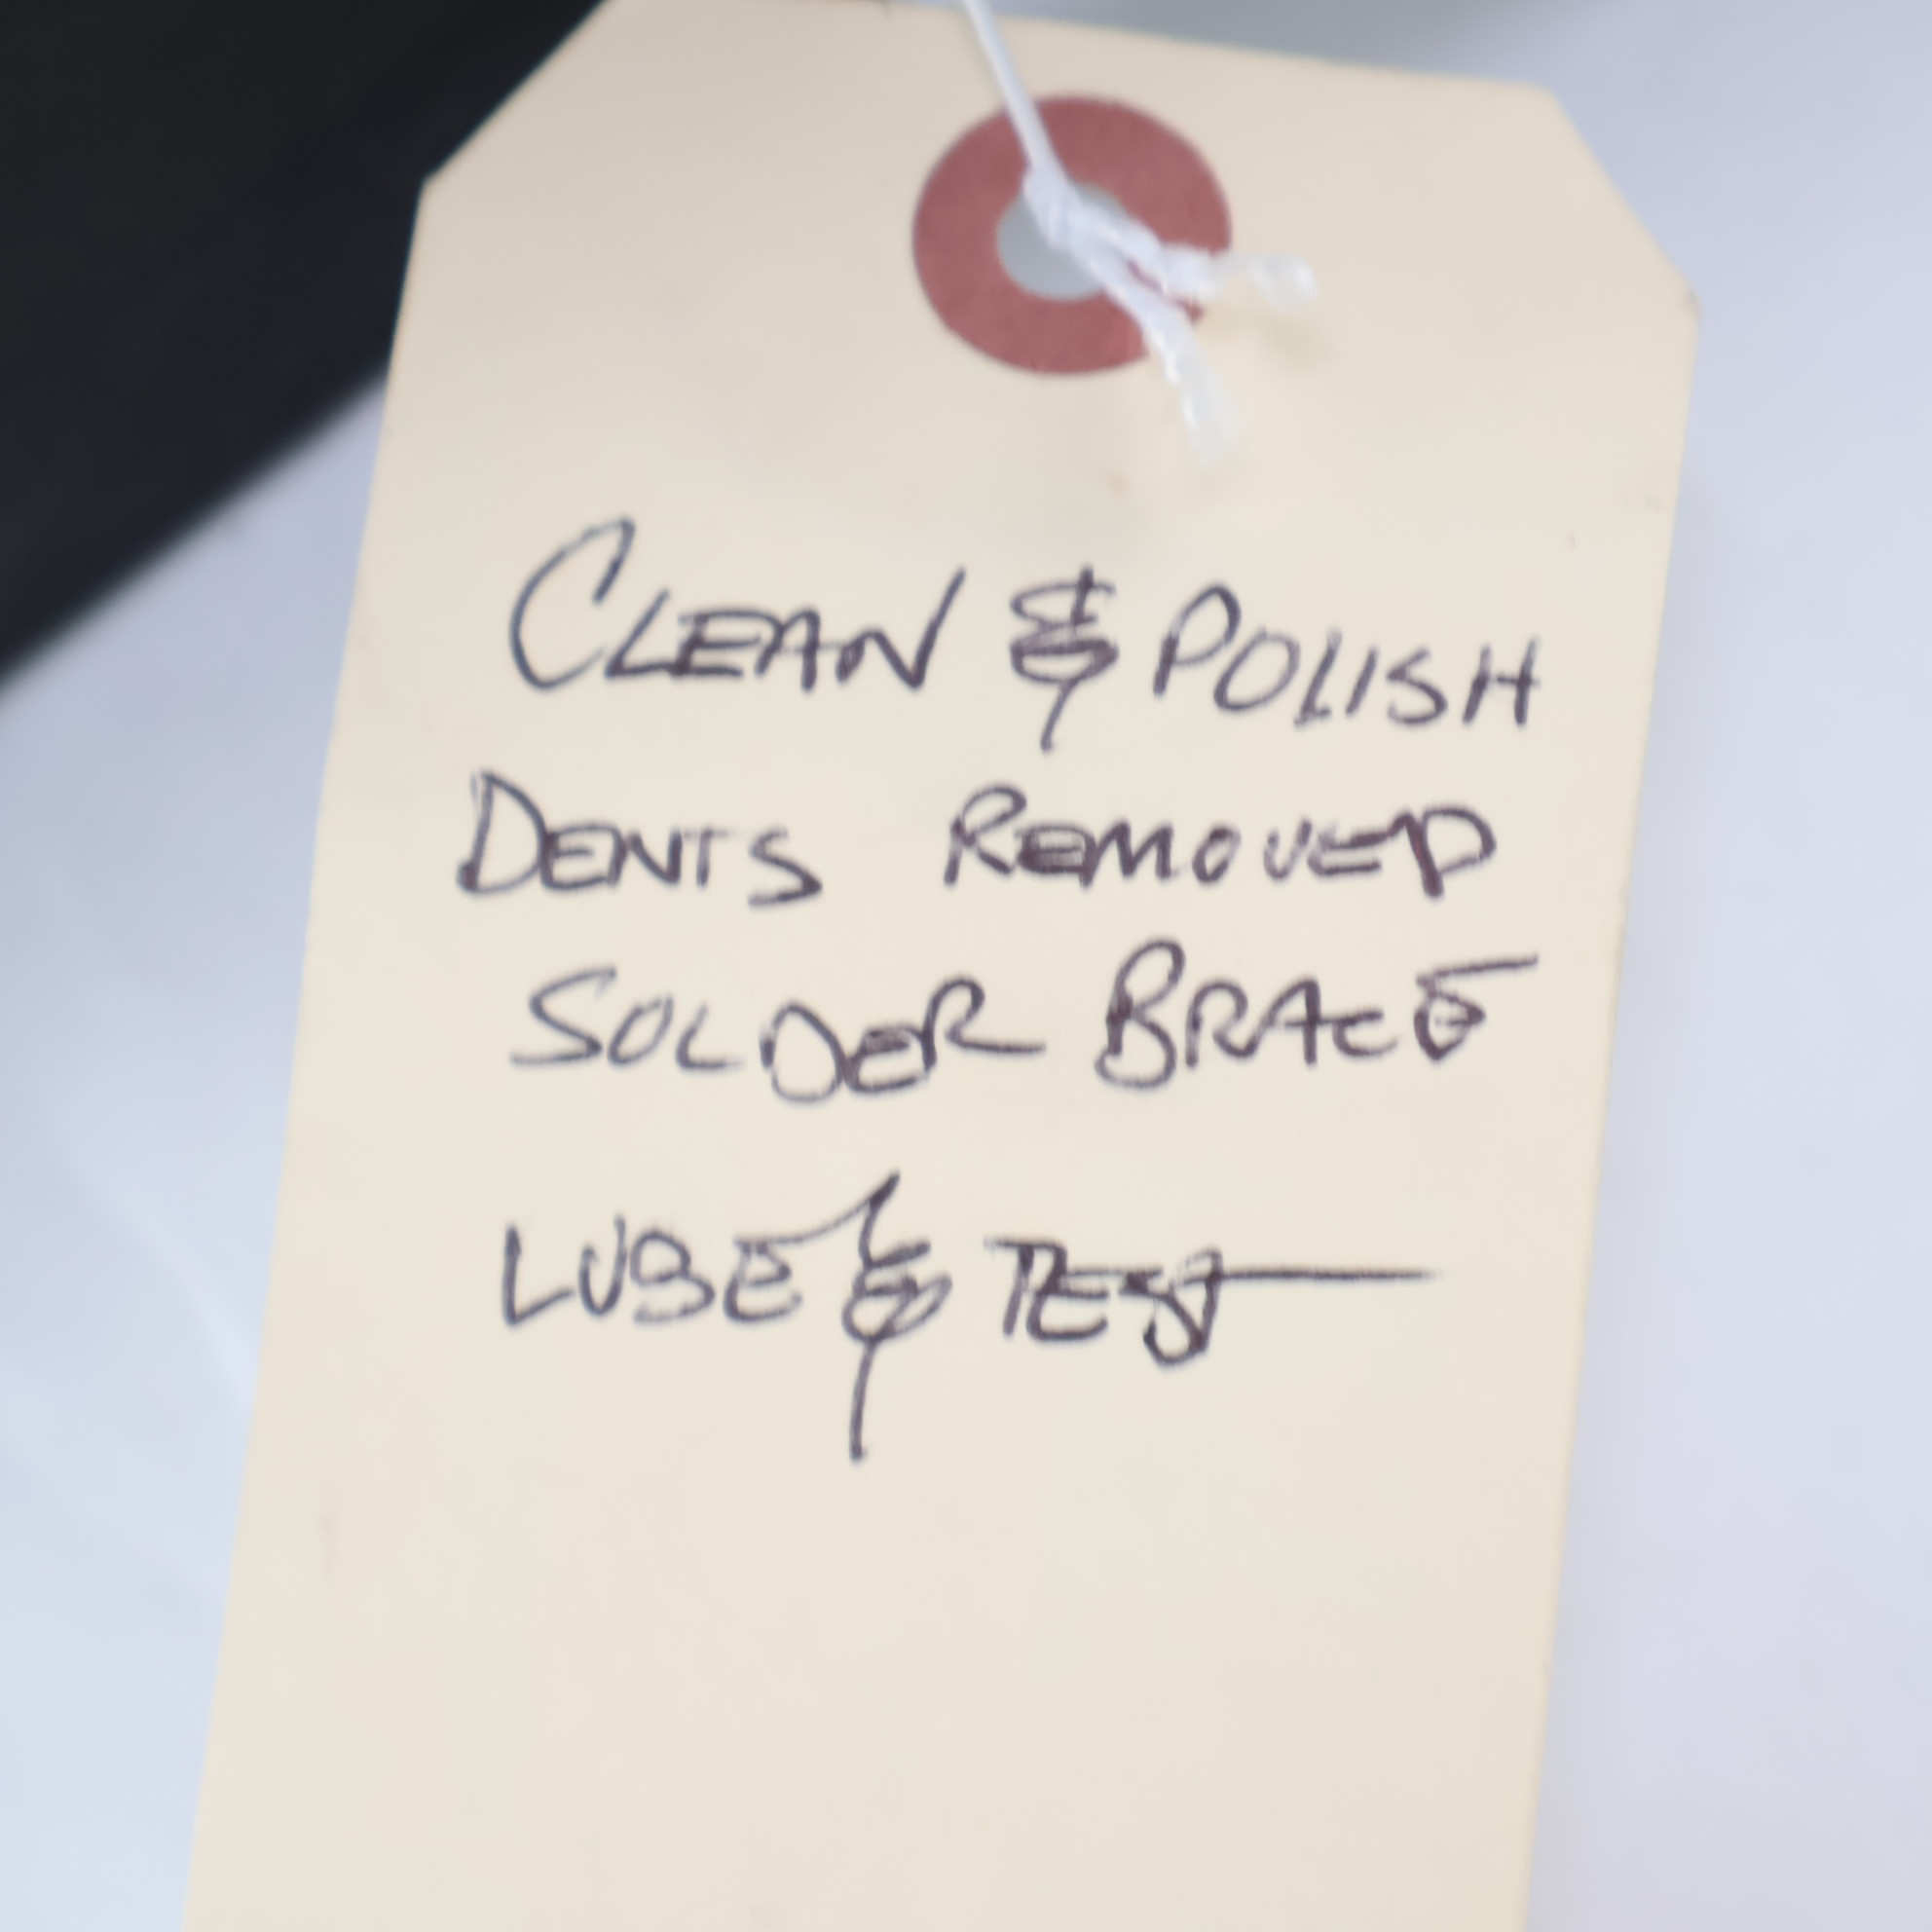 CLEAN & POLISH
DENTS REMOVED
SOLDER BRACE
LUBE & TEST